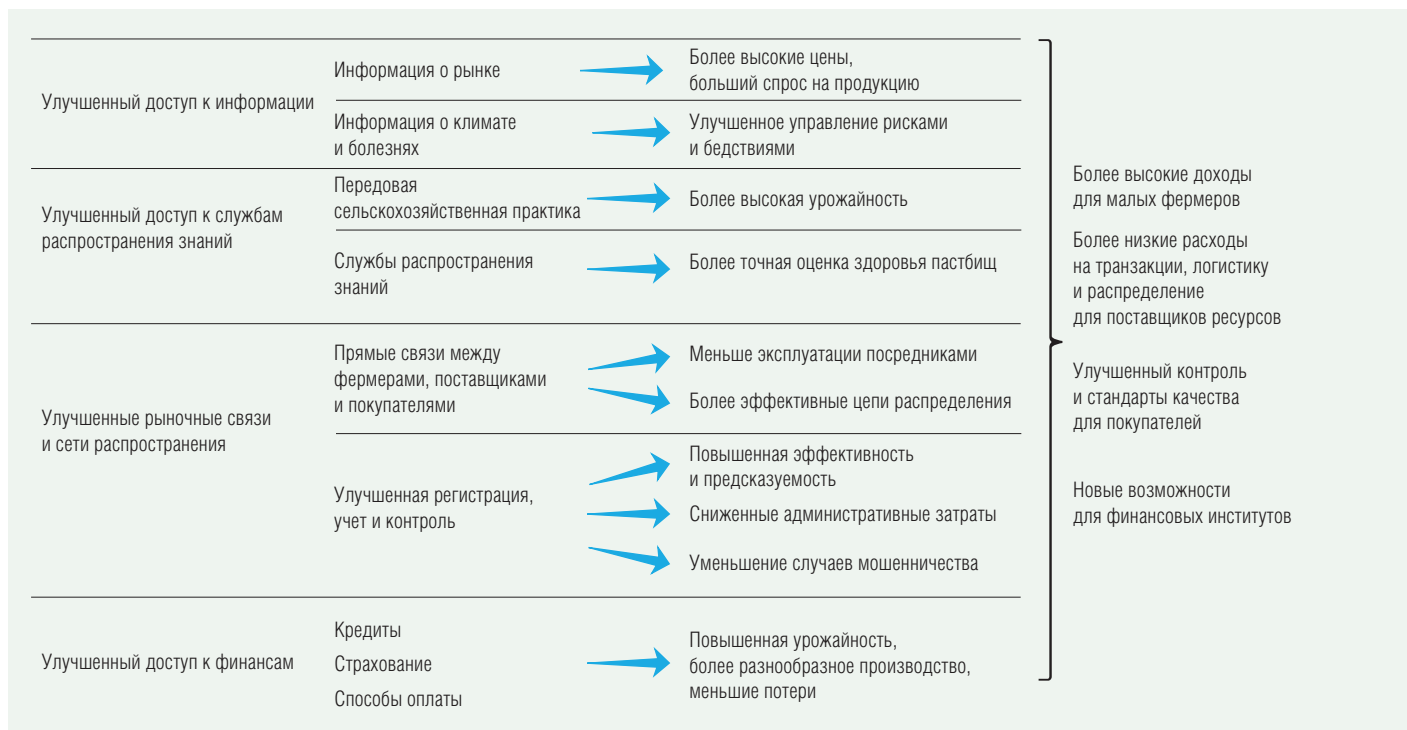 Улучшенный доступ к информации
Информация о рынке
Более высокие цены,
больший спрос на продукцию
Информация о климате
и болезнях
Улучшенное управление рисками
и бедствиями
Улучшенный доступ к службам
распространения знаний
Передовая
сельскохозяйственная практика
Более высокая урожайность
Службы распространения
знаний
Более точная оценка здоровья пастбищ
Улучшенные рыночные связи
и сети распространения
Прямые связи между
фермерами, поставщиками
и покупателями
Меньше эксплуатации посредниками
Более эффективные цепи распределения
Улучшенная регистрация,
учет и контроль
Повышенная эффективность
и предсказуемость
Сниженные административные затраты
Уменьшение случаев мошенничества
Улучшенный доступ к финансам
Кредиты
Страхование
Способы оплаты
Повышенная урожайность,
более разнообразное производство,
меньшие потери
Более высокие доходы
для малых фермеров
Более низкие расходы
на транзакции, логистику
и распределение
для поставщиков ресурсов
Улучшенный контроль
и стандарты качества
для покупателей
Новые возможности
для финансовых институтов